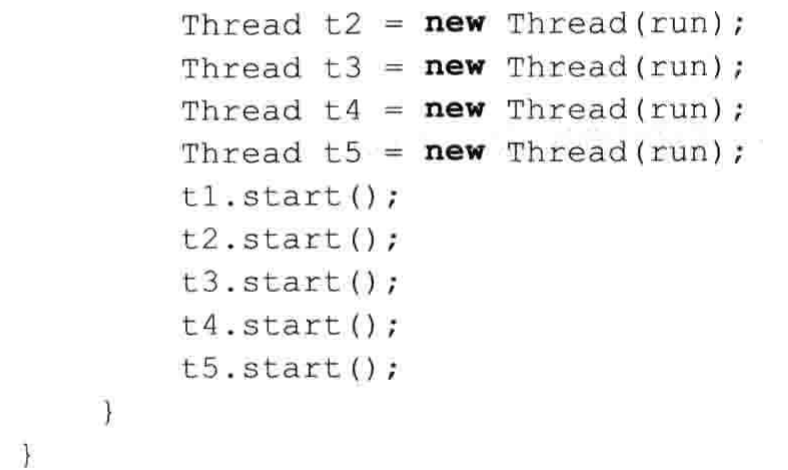 Thread t2 = new Thread(run);
Thread t3 = new Thread(run);
Thread t4 = new Thread(run);
Thread t5 = new Thread(run);
t1.start();
t2.start();
t3.start();
t4.start();
t5.start();
}
}